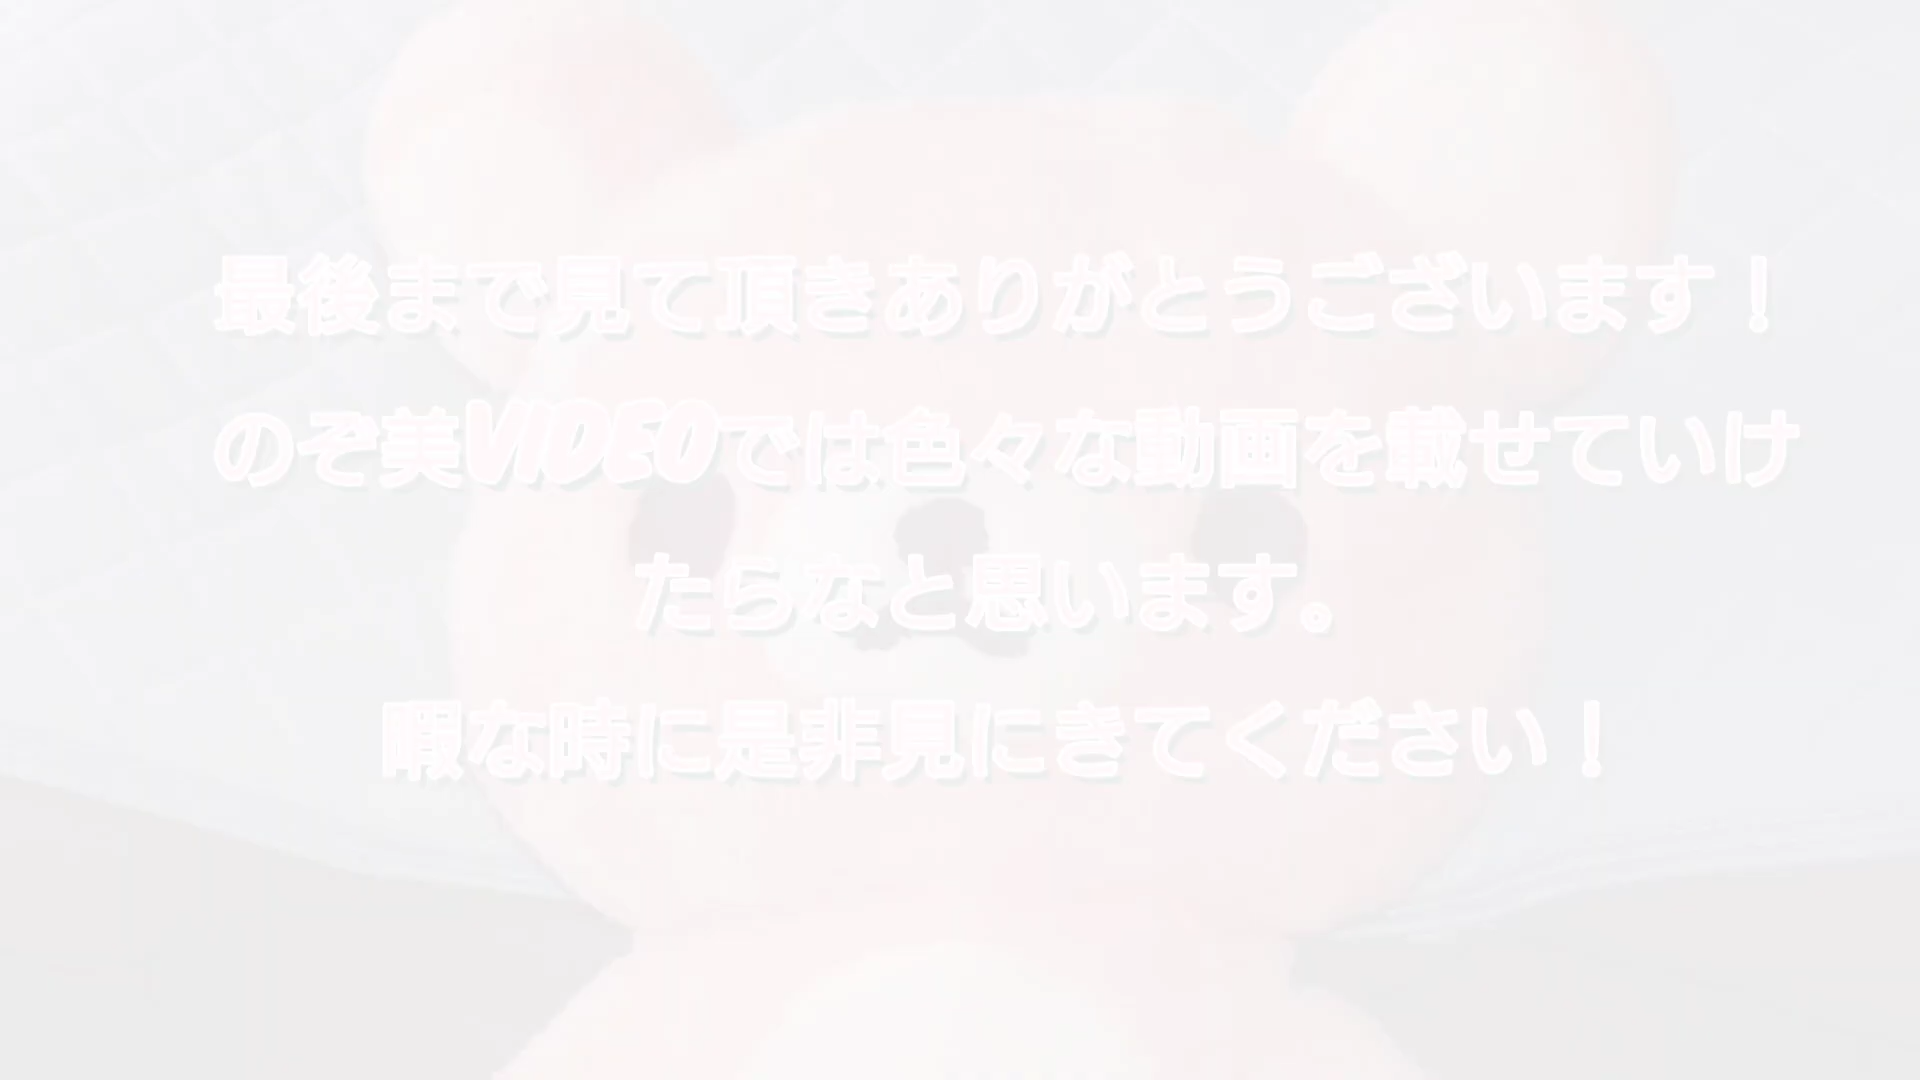 最後まで見て頂きありがとうございます！
のぞ美VIDEOでは色々な動画を載せていけ
たらなと思います。
暇な時に是非見にきてください！